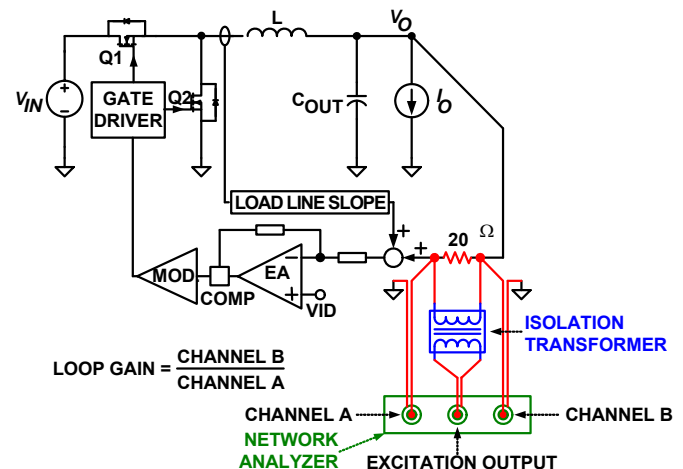 L
VO
Q1
VIN
GATE
DRIVER
Q2
COUT
IO
LOAD LINE SLOPE
+
+
20 Ω
MOD
COMP
EA
−
+
VID
ISOLATION
TRANSFORMER
LOOP GAIN = CHANNEL B
CHANNEL A
CHANNEL A
CHANNEL B
NETWORK
ANALYZER
EXCITATION OUTPUT